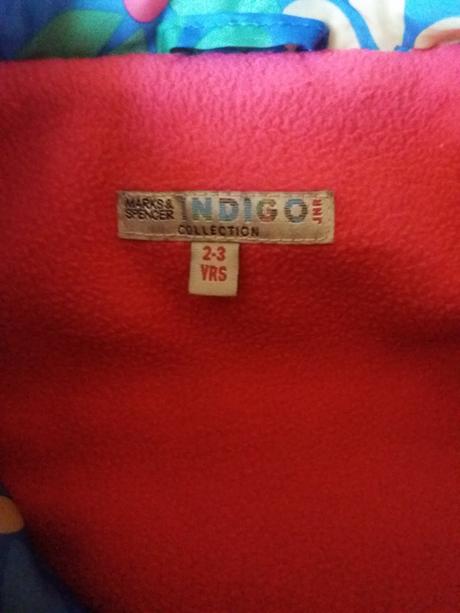 MARKS &
SPENCER
INDIGO
JNR
COLLECTION
2-3
YRS